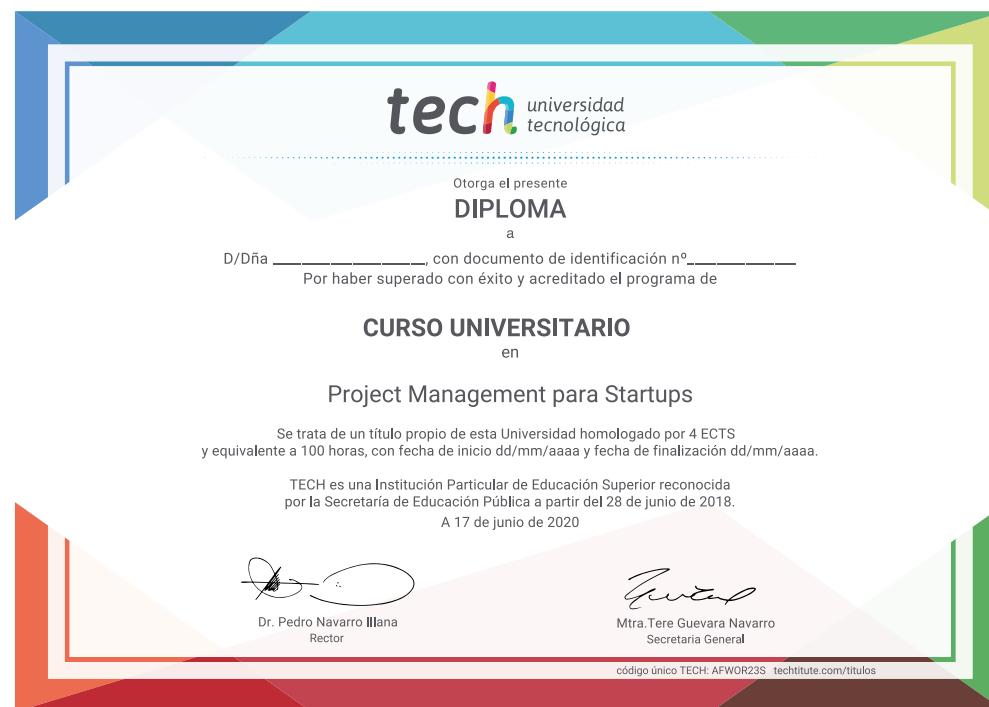 tech universidad
tecnológica
Otorga el presente
DIPLOMA
a
D/Dña ________________, con documento de identificación nº____________
Por haber superado con éxito y acreditado el programa de
CURSO UNIVERSITARIO
en
Project Management para Startups
Se trata de un título propio de esta Universidad homologado por 4 ECTS
y equivalente a 100 horas, con fecha de inicio dd/mm/aaaa y fecha de finalización dd/mm/aaaa.
TECH es una Institución Particular de Educación Superior reconocida
por la Secretaría de Educación Pública a partir del 28 de junio de 2018.
A 17 de junio de 2020
Dr. Pedro Navarro Illana
Rector
Mtra.Tere Guevara Navarro
Secretaria General
código único TECH: AFWOR23S techtitute.com/titulos